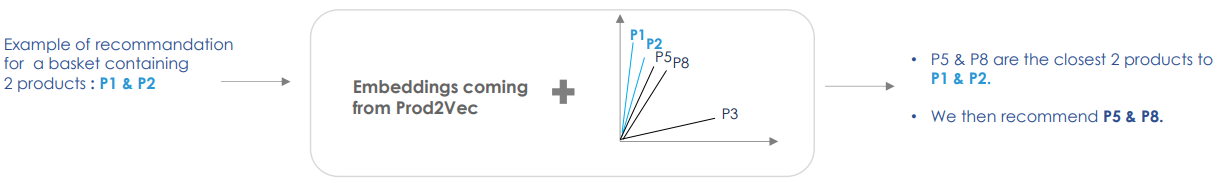 Example of recommandation
for a basket containing
2 products : P1 & P2
Embeddings coming
from Prod2Vec
P1
P2
P5
P8
P3
• P5 & P8 are the closest 2 products to
P1 & P2.
• We then recommend P5 & P8.